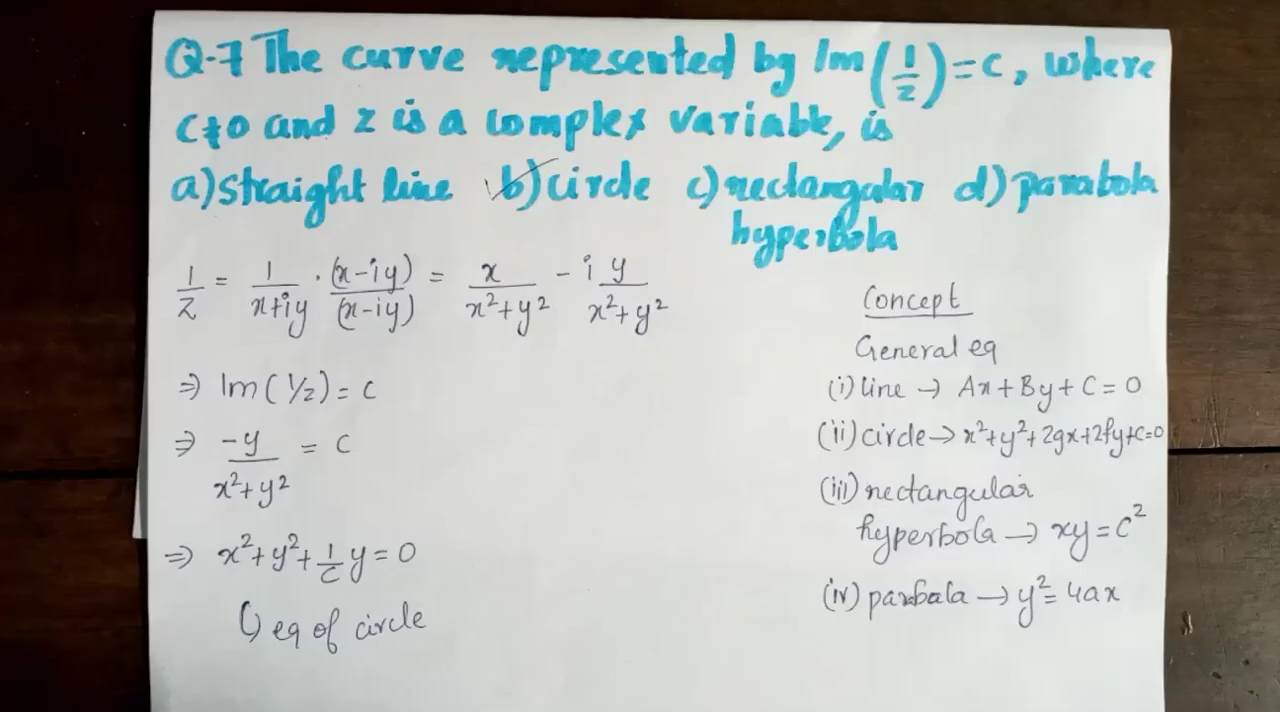 Q-7 The curve represented by Im(1/z) = c, where
c≠0 and z is a complex variable, is
a) straight line b) circle c) rectangular d) parabola
hyperbola
1/z = 1/(x+iy) · (x-iy)/(x-iy) = x/(x²+y²) - i y/(x²+y²)
⇒ Im(1/z) = c
⇒ -y/(x²+y²) = c
⇒ x²+y²+1/c y = 0
↳ eq of circle
Concept
General eq
(i) line → Ax+By+C=0
(ii) circle → x²+y²+2gx+2fy+c=0
(iii) rectangular
hyperbola → xy=c²
(iv) parabala → y²=4ax